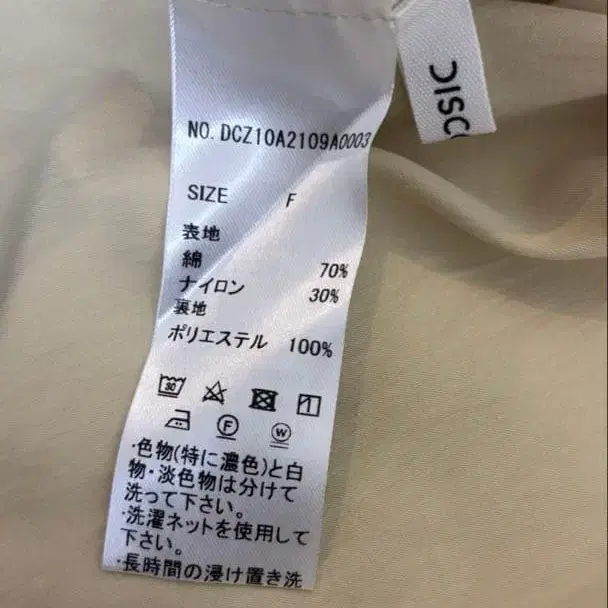 NO. DCZ10A2109A0003
SIZE F
表地
綿 70%
ナイロン 30%
裏地
ポリエステル 100%
30
F
W
・色物(特に濃色)と白
物・淡色物は分けて
洗って下さい。
・洗濯ネットを使用して
下さい。
・長時間の浸け置き洗
DISC